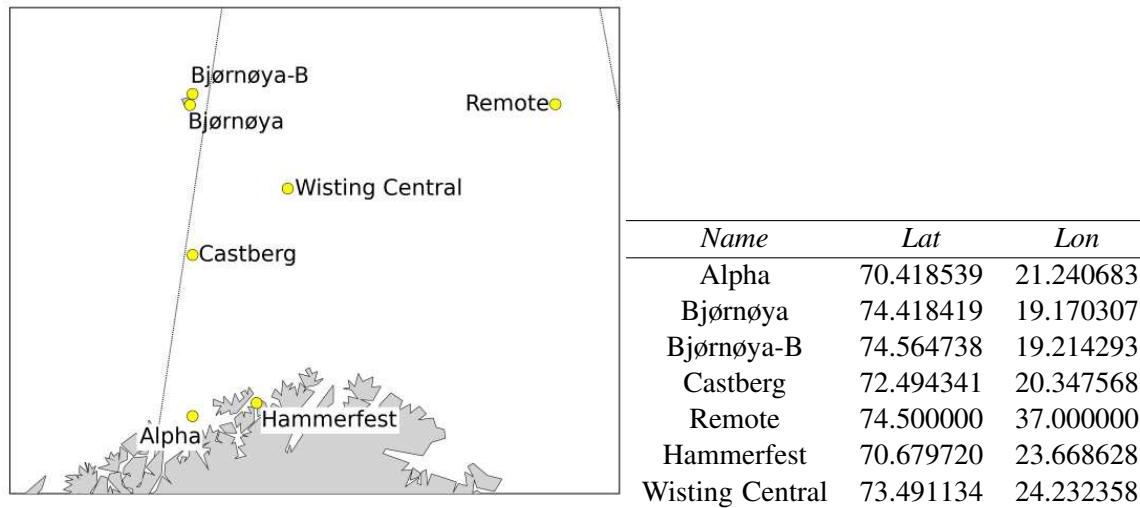 Bjørnøya-B
Bjørnøya
Remote
Wisting Central
Castberg
Hammerfest
Alpha
Name Lat Lon
Alpha 70.418539 21.240683
Bjørnøya 74.418419 19.170307
Bjørnøya-B 74.564738 19.214293
Castberg 72.494341 20.347568
Remote 74.500000 37.000000
Hammerfest 70.679720 23.668628
Wisting Central 73.491134 24.232358